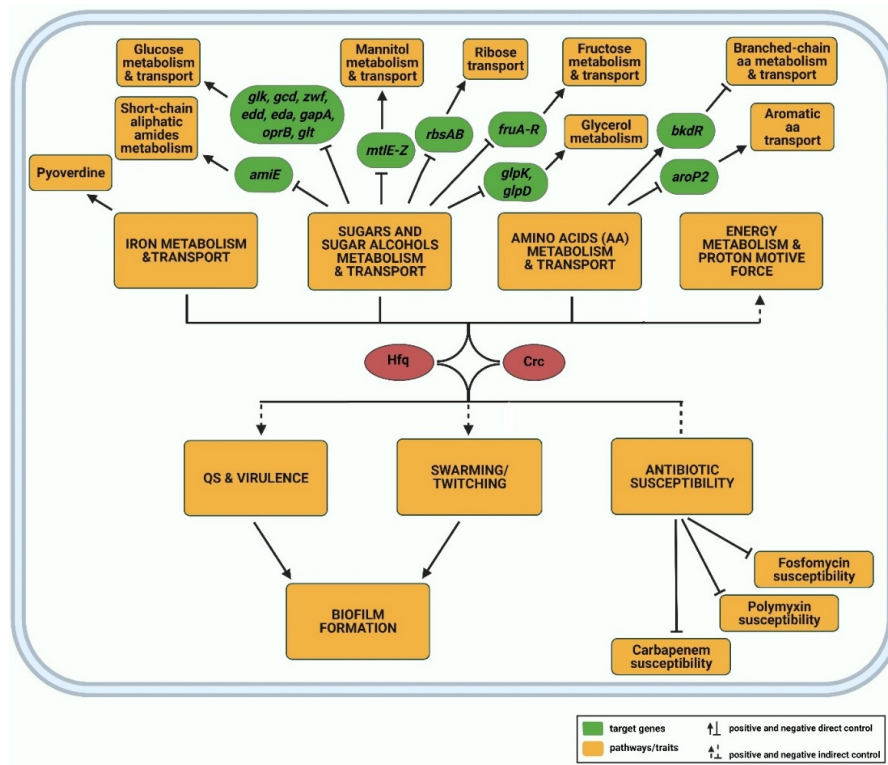 Glucose
metabolism
& transport
Mannitol
metabolism
& transport
Ribose
transport
Fructose
metabolism
& transport
Branched-chain
aa metabolism
& transport
glk, gcd, zwf,
edd, eda, gapA,
oprB, glt
Short-chain
aliphatic
amides
metabolism
mtlE-Z
rbsAB
fruA-R
Glycerol
metabolism
bkdR
Aromatic
aa
transport
Pyoverdine
amiE
glpK,
glpD
aroP2
IRON METABOLISM
&TRANSPORT
SUGARS AND
SUGAR ALCOHOLS
METABOLISM
& TRANSPORT
AMINO ACIDS (AA)
METABOLISM
& TRANSPORT
ENERGY
METABOLISM &
PROTON MOTIVE
FORCE
Hfq
Crc
QS & VIRULENCE
SWARMING/
TWITCHING
ANTIBIOTIC
SUSCEPTIBILITY
BIOFILM
FORMATION
Fosfomycin
susceptibility
Polymyxin
susceptibility
Carbapenem
susceptibility
target genes
positive and negative direct control
pathways/traits
positive and negative indirect control